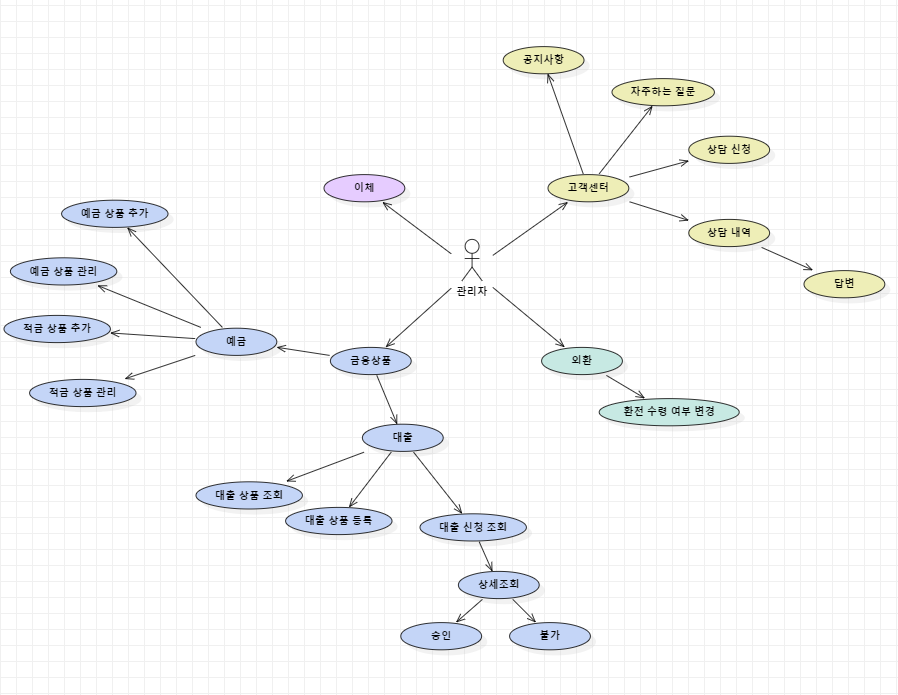 공지사항
자주하는 질문
상담 신청
이체
고객센터
예금 상품 추가
상담 내역
예금 상품 관리
답변
관리자
적금 상품 추가
예금
금융상품
외환
적금 상품 관리
환전 수령 여부 변경
대출
대출 상품 조회
대출 상품 등록
대출 신청 조회
상세조회
승인
불가